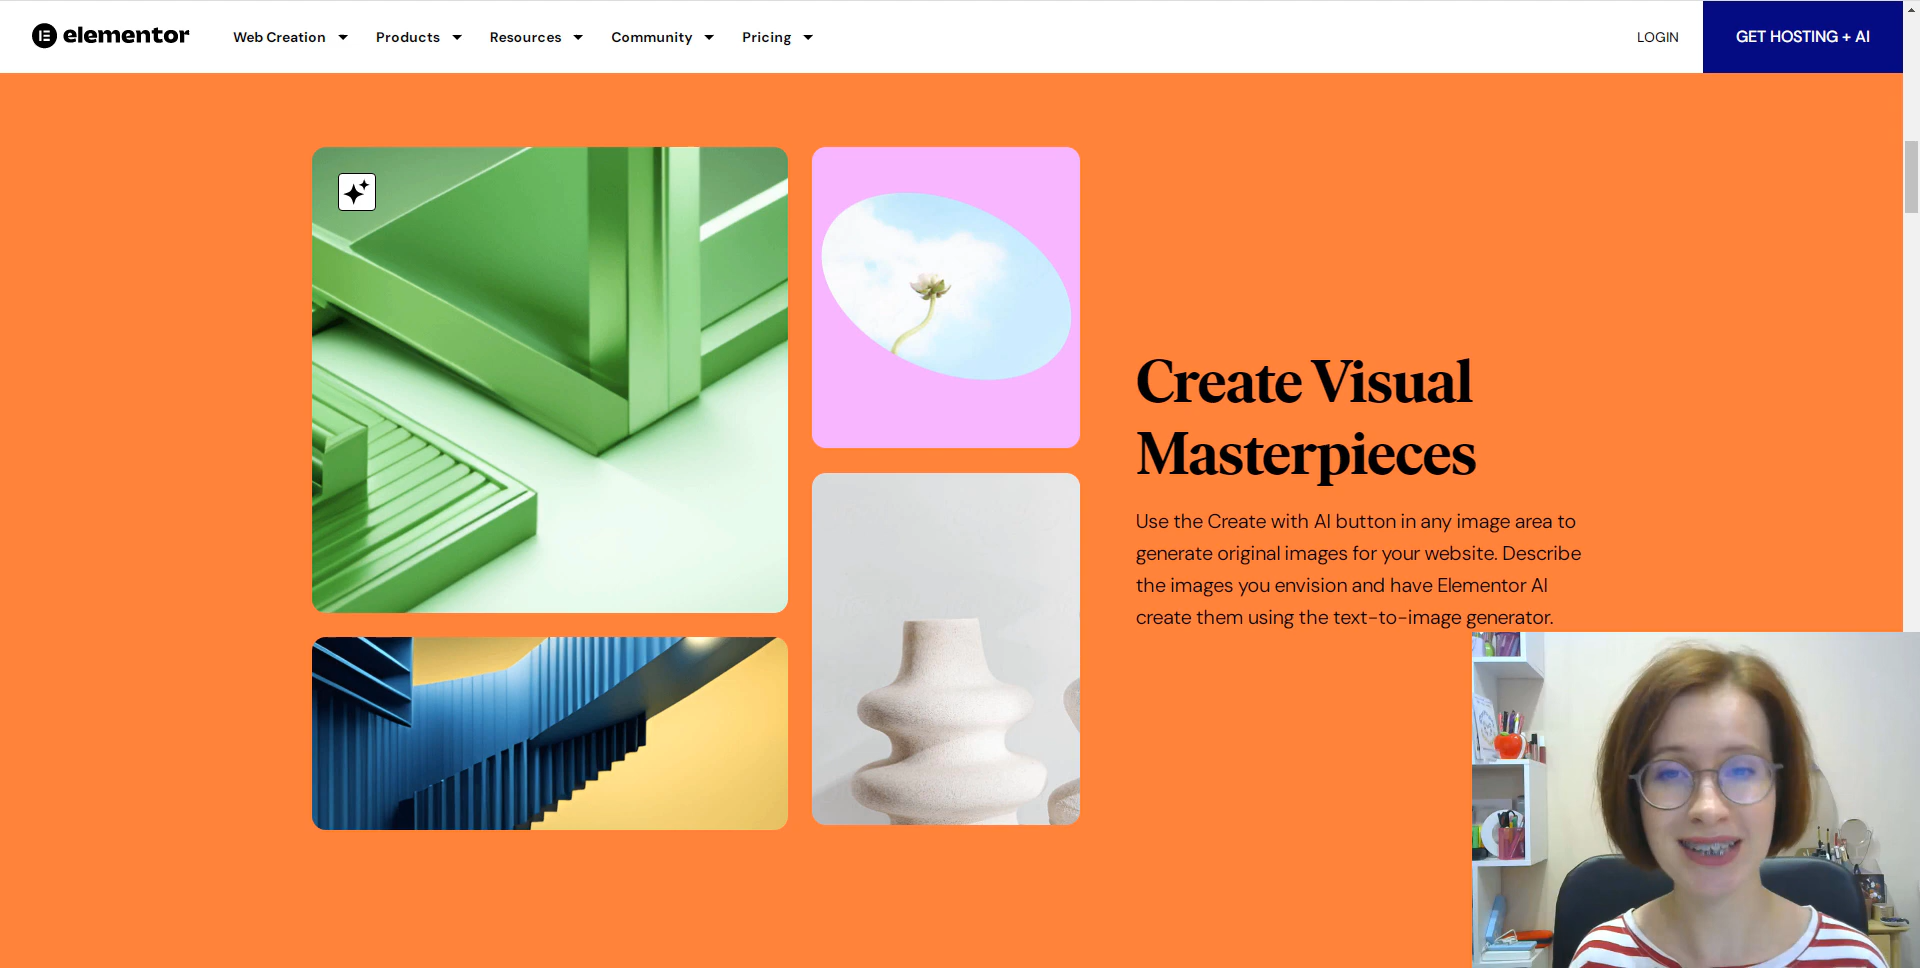 elementor
Web Creation
Products
Resources
Community
Pricing
LOGIN
GET HOSTING + AI
Create Visual
Masterpieces
Use the Create with AI button in any image area to
generate original images for your website. Describe
the images you envision and have Elementor AI
create them using the text-to-image generator.